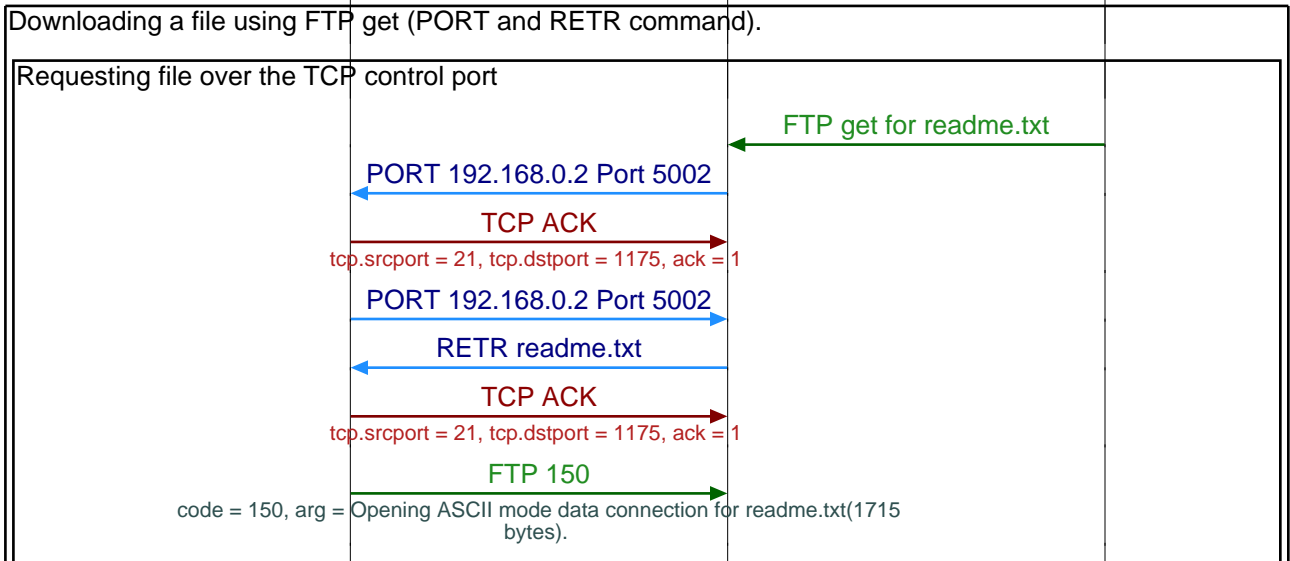 Downloading a file using FTP get (PORT and RETR command).
Requesting file over the TCP control port
FTP get for readme.txt
PORT 192.168.0.2 Port 5002
TCP ACK
tcp.srcport = 21, tcp.dstport = 1175, ack = 1
PORT 192.168.0.2 Port 5002
RETR readme.txt
TCP ACK
tcp.srcport = 21, tcp.dstport = 1175, ack = 1
FTP 150
code = 150, arg = Opening ASCII mode data connection for readme.txt(1715
bytes).